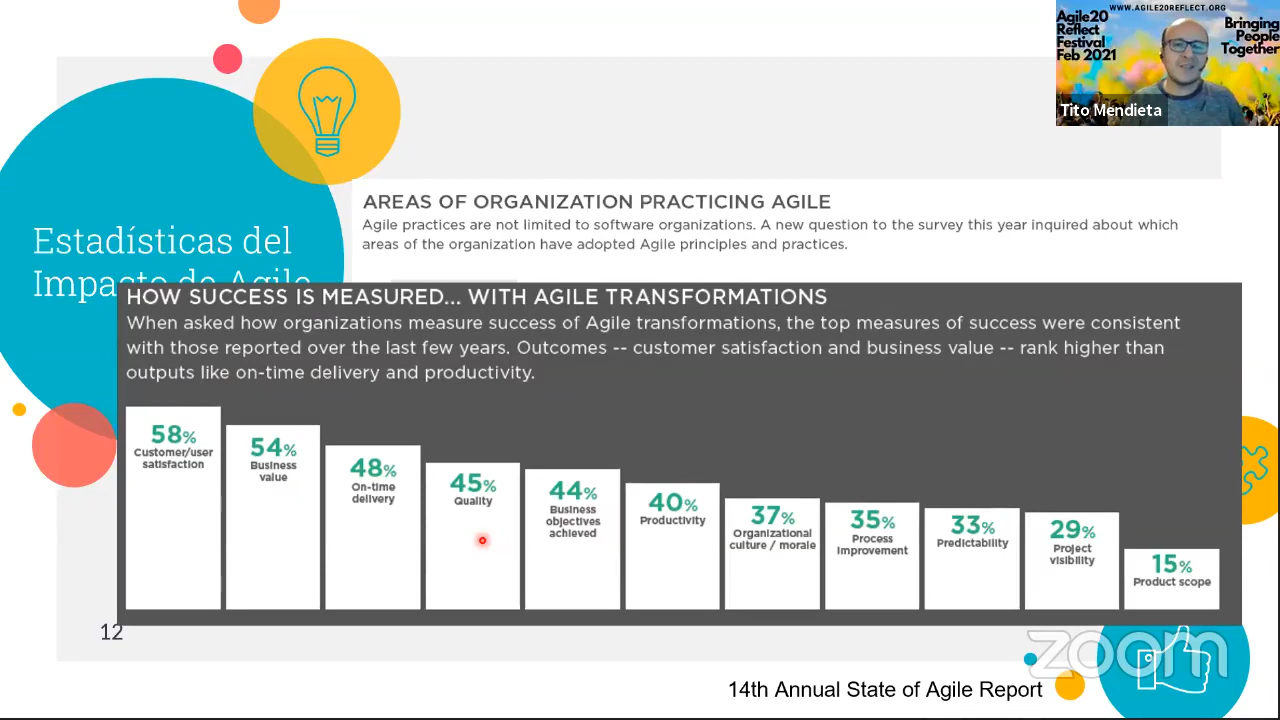 WWW.AGILE20REFLECT.ORG
Agile20
Reflect
Festival
Feb 2021
Bringing
People
Together
Tito Mendieta
Estadísticas del
Impacto de Agile
AREAS OF ORGANIZATION PRACTICING AGILE
Agile practices are not limited to software organizations. A new question to the survey this year inquired about which
areas of the organization have adopted Agile principles and practices.
HOW SUCCESS IS MEASURED... WITH AGILE TRANSFORMATIONS
When asked how organizations measure success of Agile transformations, the top measures of success were consistent
with those reported over the last few years. Outcomes -- customer satisfaction and business value -- rank higher than
outputs like on-time delivery and productivity.
58%
Customer/user
satisfaction
54%
Business
value
48%
On-time
delivery
45%
Quality
44%
Business
objectives
achieved
40%
Productivity
37%
Organizational
culture / morale
35%
Process
improvement
33%
Predictability
29%
Project
visibility
15%
Product scope
12
zoom
14th Annual State of Agile Report